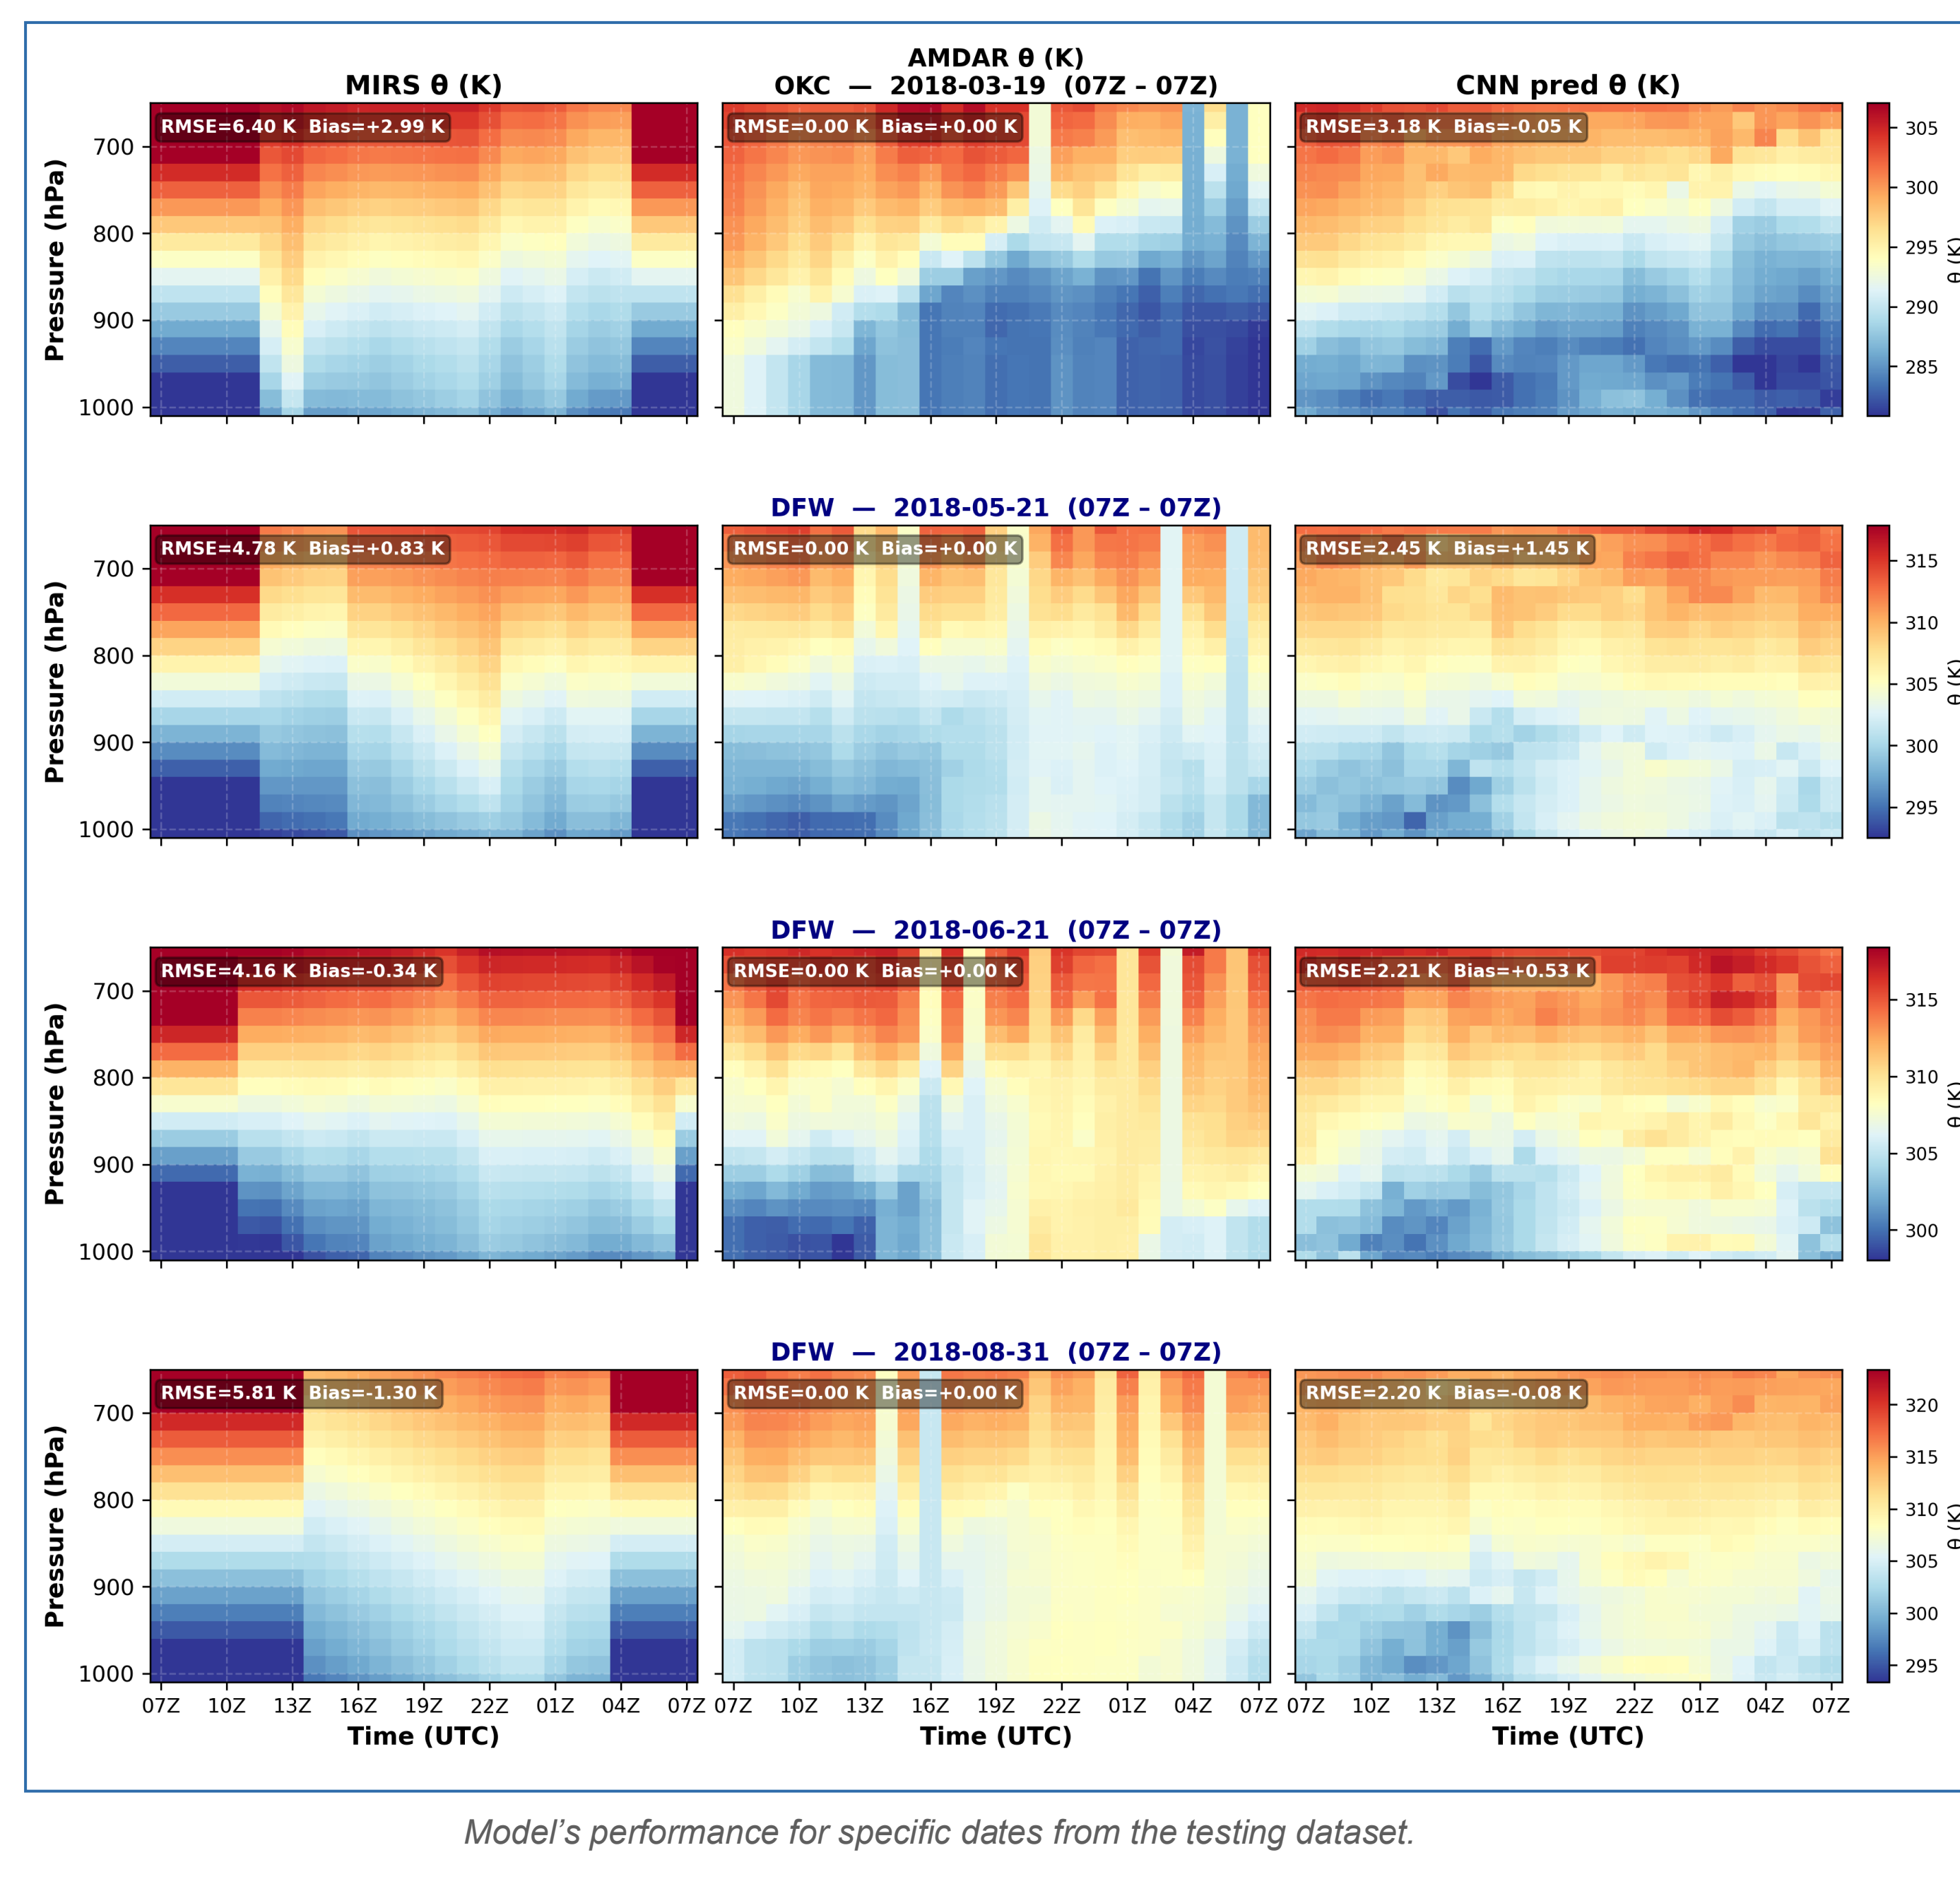 AMDAR θ (K)
MIRS θ (K)
OKC — 2018-03-19 (07Z – 07Z)
CNN pred θ (K)
RMSE=6.40 K Bias=+2.99 K
RMSE=0.00 K Bias=+0.00 K
RMSE=3.18 K Bias=-0.05 K
Pressure (hPa)
700
800
900
1000
305
300
295
290
285
θ (K)
DFW — 2018-05-21 (07Z – 07Z)
RMSE=4.78 K Bias=+0.83 K
RMSE=0.00 K Bias=+0.00 K
RMSE=2.45 K Bias=+1.45 K
Pressure (hPa)
700
800
900
1000
315
310
305
300
295
θ (K)
DFW — 2018-06-21 (07Z – 07Z)
RMSE=4.16 K Bias=-0.34 K
RMSE=0.00 K Bias=+0.00 K
RMSE=2.21 K Bias=+0.53 K
Pressure (hPa)
700
800
900
1000
315
310
305
300
θ (K)
DFW — 2018-08-31 (07Z – 07Z)
RMSE=5.81 K Bias=-1.30 K
RMSE=0.00 K Bias=+0.00 K
RMSE=2.20 K Bias=-0.08 K
Pressure (hPa)
700
800
900
1000
320
315
310
305
300
295
θ (K)
07Z 10Z 13Z 16Z 19Z 22Z 01Z 04Z 07Z
07Z 10Z 13Z 16Z 19Z 22Z 01Z 04Z 07Z
07Z 10Z 13Z 16Z 19Z 22Z 01Z 04Z 07Z
Time (UTC)
Time (UTC)
Time (UTC)
Model’s performance for specific dates from the testing dataset.